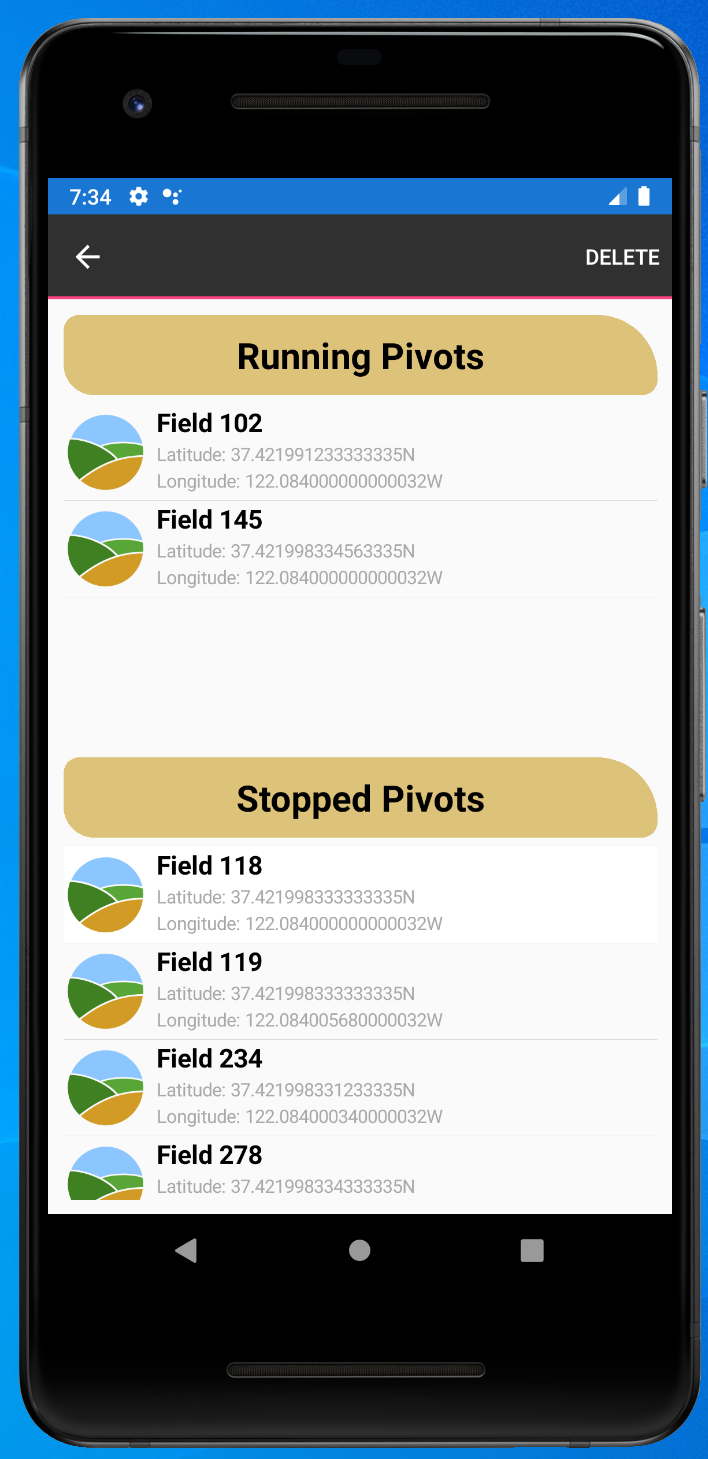 7:34
DELETE
Running Pivots
Field 102
Latitude: 37.421991233333335N
Longitude: 122.084000000000032W
Field 145
Latitude: 37.421998334563335N
Longitude: 122.084000000000032W
Stopped Pivots
Field 118
Latitude: 37.421998333333335N
Longitude: 122.084000000000032W
Field 119
Latitude: 37.421998333333335N
Longitude: 122.084005680000032W
Field 234
Latitude: 37.421998331233335N
Longitude: 122.084000340000032W
Field 278
Latitude: 37.421998334333335N